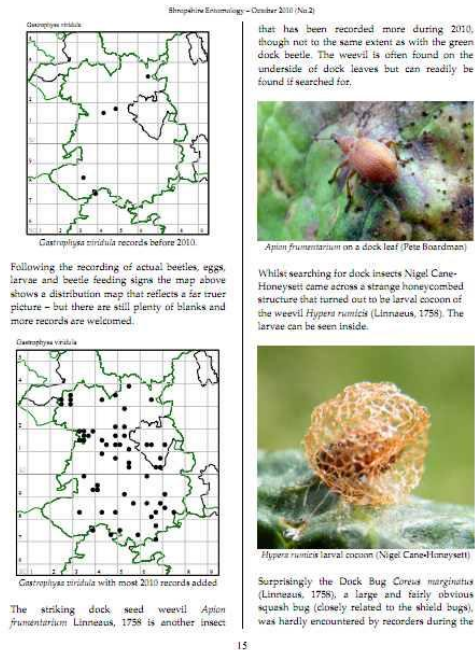 Shropshire Entomology – October 2010 (No.2)
Gastrophysa viridula
Gastrophysa viridula records before 2010.
Following the recording of actual beetles, eggs,
larvae and beetle feeding signs the map above
shows a distribution map that reflects a far truer
picture – but there are still plenty of blanks and
more records are welcomed.
Gastrophysa viridula
Gastrophysa viridula with most 2010 records added
The striking dock seed weevil Apion
frumentarium Linnaeus, 1758 is another insect
that has been recorded more during 2010,
though not to the same extent as with the green
dock beetle. The weevil is often found on the
underside of dock leaves but can readily be
found if searched for.
Apion frumentarium on a dock leaf (Pete Boardman)
Whilst searching for dock insects Nigel Cane-
Honeysett came across a strange honeycombed
structure that turned out to be larval cocoon of
the weevil Hypera rumicis (Linnaeus, 1758). The
larvae can be seen inside.
Hypera rumicis larval cocoon (Nigel Cane-Honeysett)
Surprisingly the Dock Bug Coreus marginatus
(Linnaeus, 1758), a large and fairly obvious
squash bug (closely related to the shield bugs),
was hardly encountered by recorders during the
15